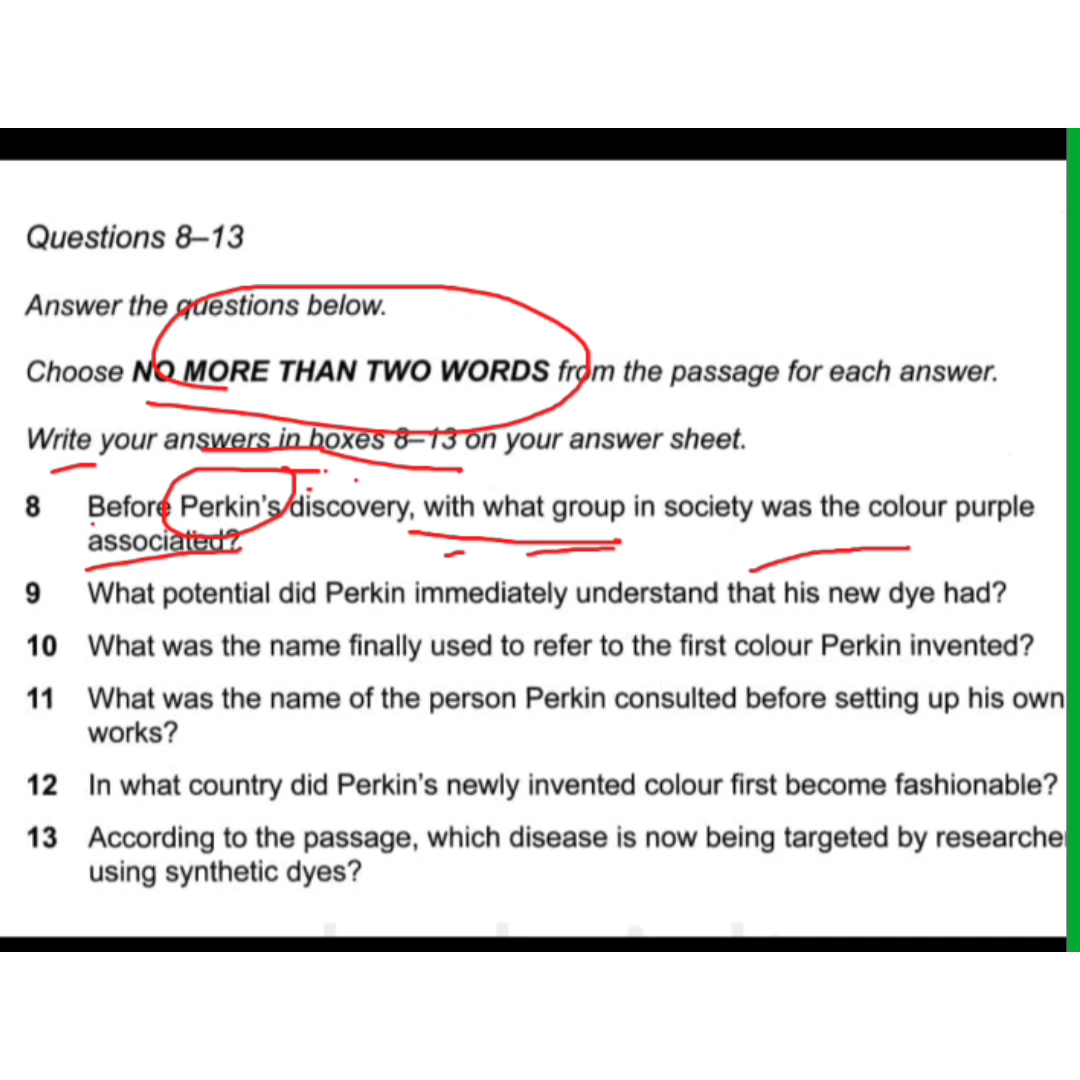 Questions 8–13
Answer the questions below.
Choose NO MORE THAN TWO WORDS from the passage for each answer.
Write your answers in boxes 8–13 on your answer sheet.
8 Before Perkin's discovery, with what group in society was the colour purple
associated?
9 What potential did Perkin immediately understand that his new dye had?
10 What was the name finally used to refer to the first colour Perkin invented?
11 What was the name of the person Perkin consulted before setting up his own
works?
12 In what country did Perkin's newly invented colour first become fashionable?
13 According to the passage, which disease is now being targeted by researche
using synthetic dyes?